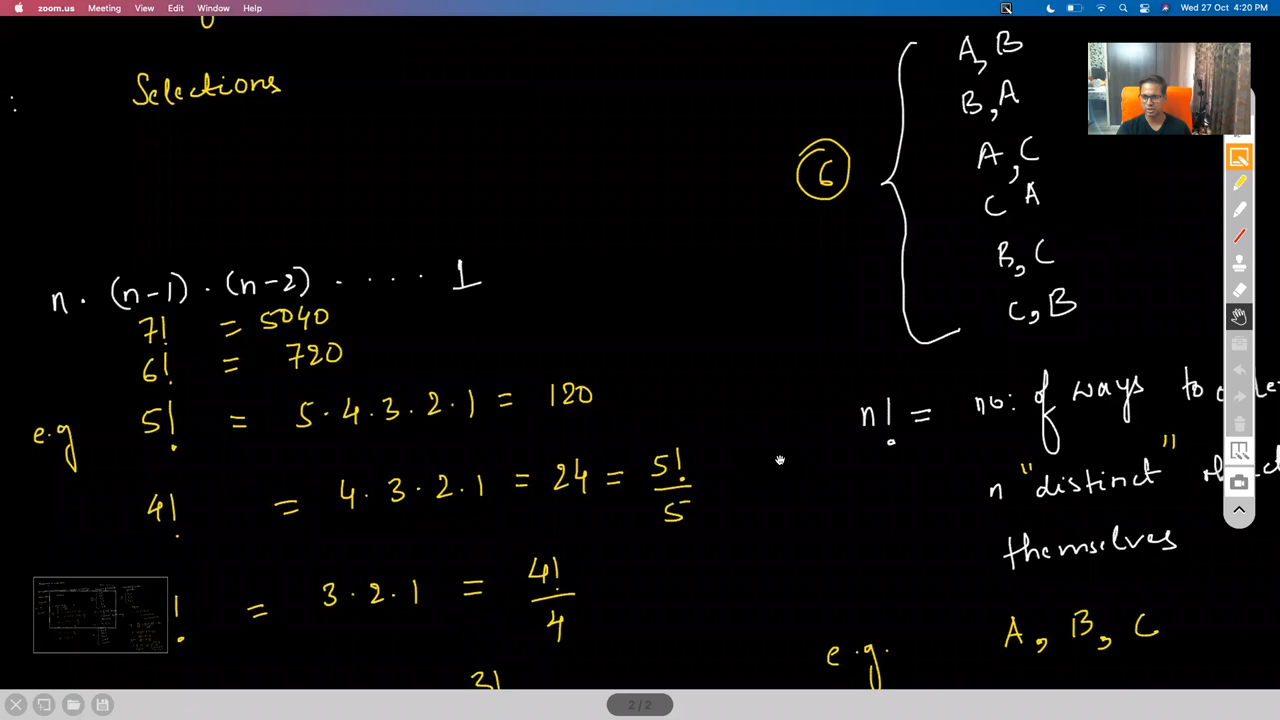 zoom.us Meeting View Edit Window Help Wed 27 Oct 4:20 PM
Selections
6
A, B
B, A
A, C
C A
B, C
C, B
n · (n-1) · (n-2) · · · · 1
7! = 5040
6! = 720
e.g 5! = 5·4·3·2·1 = 120
4! = 4·3·2·1 = 24 = 5!/5
! = 3·2·1 = 4!/4
3!
n! = no: of ways to
n "distinct"
themselves
e.g. A, B, C
2 / 2